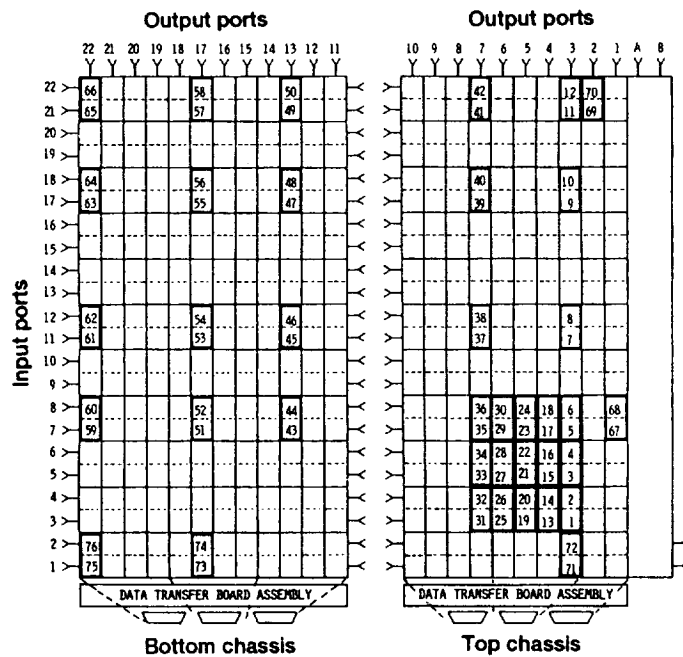 Output ports Output ports
22 21 20 19 18 17 16 15 14 13 12 11 10 9 8 7 6 5 4 3 2 1 A B
22 66 58 50 42 12 70
21 65 57 49 41 11 69
20
19
18 64 56 48 40 10
17 63 55 47 39 9
16
15
14
13
12 62 54 46 38 8
11 61 53 45 37 7
10
9
8 60 52 44 36 30 24 18 6 68
7 59 51 43 35 29 23 17 5 67
6 34 28 22 16 4
5 33 27 21 15 3
4 32 26 20 14 2
3 31 25 19 13 1
2 76 74 72
1 75 73 71
Input ports
DATA TRANSFER BOARD ASSEMBLY DATA TRANSFER BOARD ASSEMBLY
Bottom chassis Top chassis